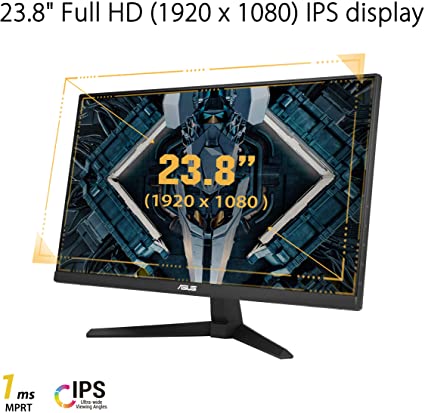 23.8" Full HD (1920 x 1080) IPS display
23.8”
(1920 x 1080 )
ASUS
1 ms
MPRT
IPS
Ultra-wide
Viewing Angles